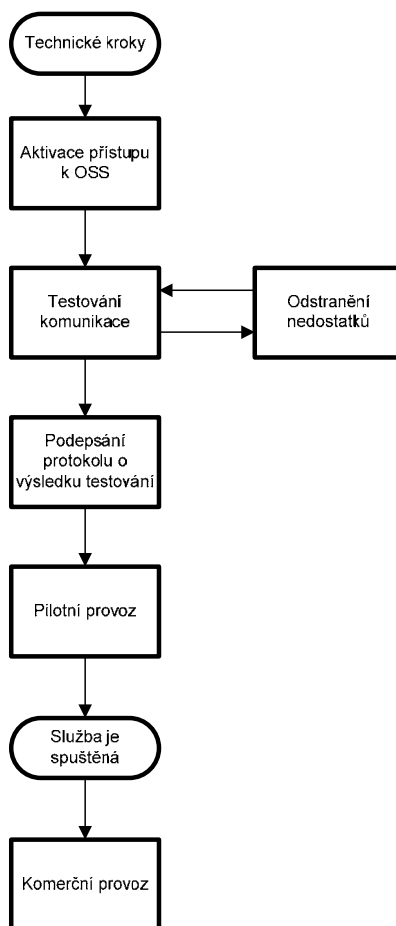 Technické kroky
Aktivace přístupu
k OSS
Testování
komunikace
Odstranění
nedostatků
Podepsání
protokolu o
výsledku testování
Pilotní provoz
Služba je
spuštěná
Komerční provoz